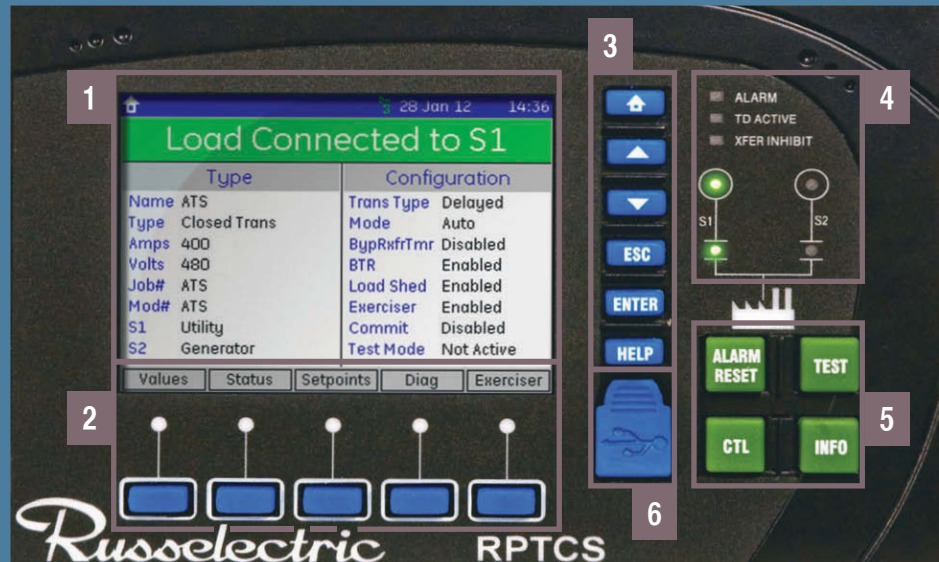 3
1
4
28 Jan 12 14:36
Load Connected to S1
Type
Name ATS
Type Closed Trans
Amps 400
Volts 480
Job# ATS
Mod# ATS
S1 Utility
S2 Generator
Configuration
Trans Type Delayed
Mode Auto
BypRxfrTmr Disabled
BTR Enabled
Load Shed Enabled
Exerciser Enabled
Commit Disabled
Test Mode Not Active
Values Status Setpoints Diag Exerciser
2
ESC
ENTER
HELP
ALARM
TD ACTIVE
XFER INHIBIT
S1 S2
ALARM RESET
TEST
CTL
INFO
5
6
Russelectric
RPTCS